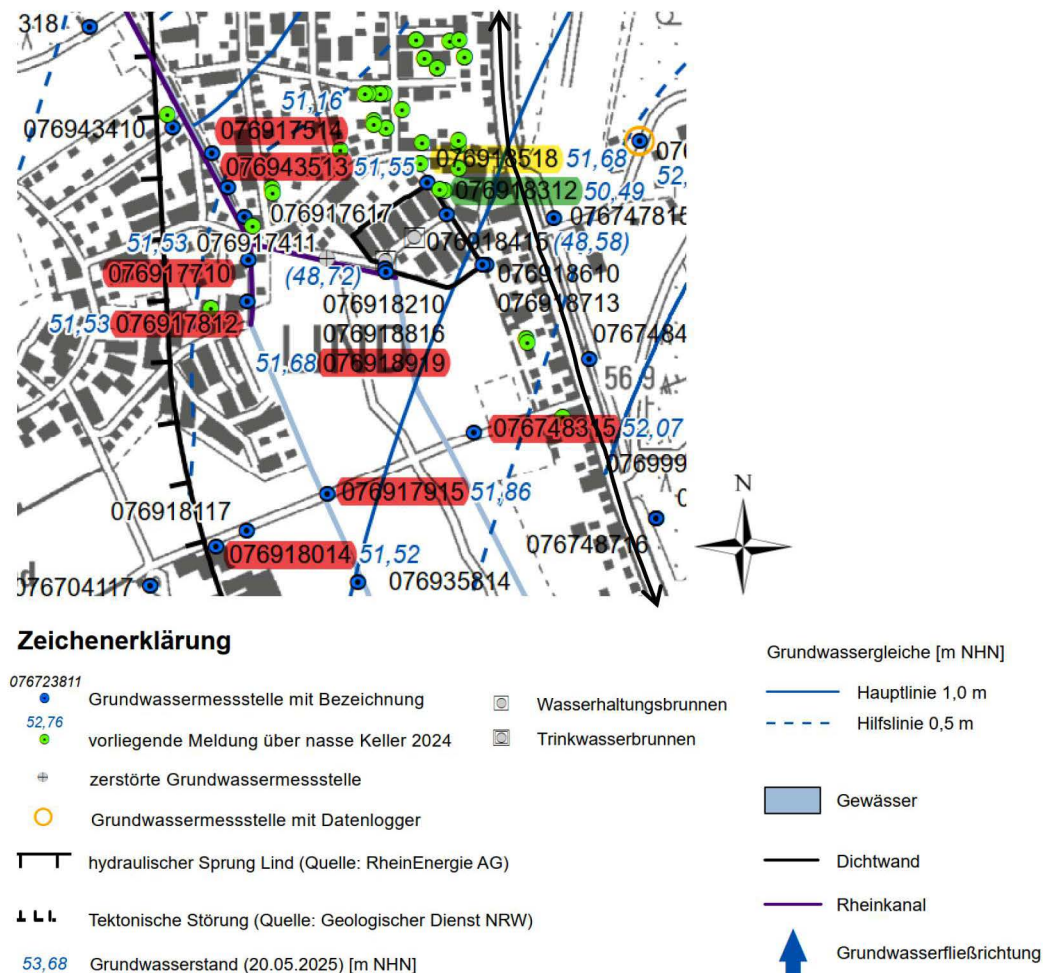 318
51,16
076943410
076917514
076943513
51,55
076918518
51,68
52,
076918312
50,49
076917617
076747815
51,53
076917411
076918415
(48,58)
076917710
(48,72)
076918610
076918210
076918713
51,53
076917812
076918816
0767484
LIND
51,68
076918919
56,9
076748315
52,07
076999
076917915
51,86
076918117
N
076918014
51,52
076748716
076704117
076935814
Zeichenerklärung
076723811
Grundwassermessstelle mit Bezeichnung
52,76
vorliegende Meldung über nasse Keller 2024
zerstörte Grundwassermessstelle
Grundwassermessstelle mit Datenlogger
hydraulischer Sprung Lind (Quelle: RheinEnergie AG)
Tektonische Störung (Quelle: Geologischer Dienst NRW)
53,68 Grundwasserstand (20.05.2025) [m NHN]
Wasserhaltungsbrunnen
Trinkwasserbrunnen
Grundwassergleiche [m NHN]
Hauptlinie 1,0 m
Hilfslinie 0,5 m
Gewässer
Dichtwand
Rheinkanal
Grundwasserfließrichtung